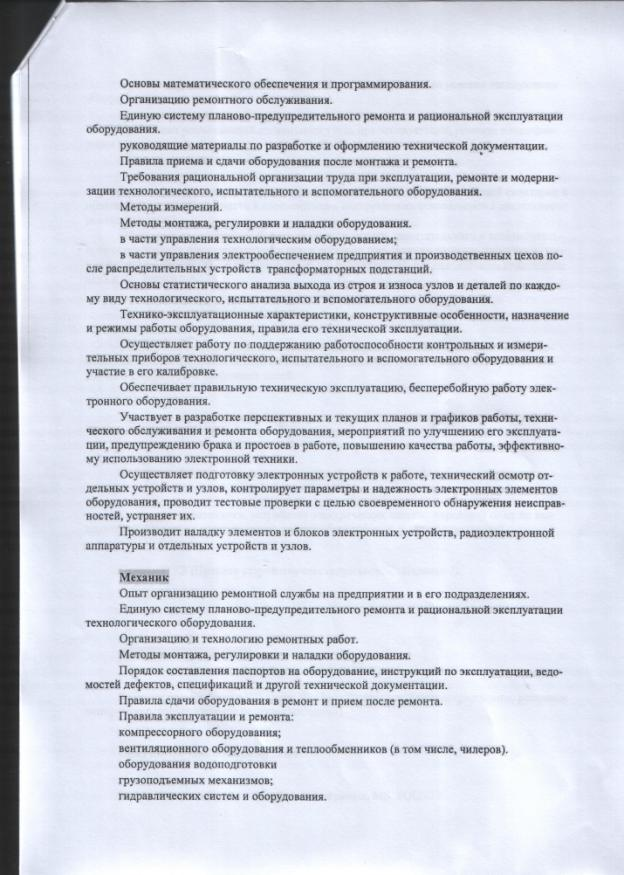 Основы математического обеспечения и программирования.
Организацию ремонтного обслуживания.
Единую систему планово-предупредительного ремонта и рациональной эксплуатации
оборудования.
руководящие материалы по разработке и оформлению технической документации.
Правила приема и сдачи оборудования после монтажа и ремонта.
Требования рациональной организации труда при эксплуатации, ремонте и модерни-
зации технологического, испытательного и вспомогательного оборудования.
Методы измерений.
Методы монтажа, регулировки и наладки оборудования.
в части управления технологическим оборудованием;
в части управления электрообеспечением предприятия и производственных цехов по-
сле распределительных устройств трансформаторных подстанций.
Основы статистического анализа выхода из строя и износа узлов и деталей по каждо-
му виду технологического, испытательного и вспомогательного оборудования.
Технико-эксплуатационные характеристики, конструктивные особенности, назначение
и режимы работы оборудования, правила его технической эксплуатации.
Осуществляет работу по поддержанию работоспособности контрольных и измери-
тельных приборов технологического, испытательного и вспомогательного оборудования и
участие в его калибровке.
Обеспечивает правильную техническую эксплуатацию, бесперебойную работу элек-
тронного оборудования.
Участвует в разработке перспективных и текущих планов и графиков работы, техни-
ческого обслуживания и ремонта оборудования, мероприятий по улучшению его эксплуата-
ции, предупреждению брака и простоев в работе, повышению качества работы, эффективно-
му использованию электронной техники.
Осуществляет подготовку электронных устройств к работе, технический осмотр от-
дельных устройств и узлов, контролирует параметры и надежность электронных элементов
оборудования, проводит тестовые проверки с целью своевременного обнаружения неисправ-
ностей, устраняет их.
Производит наладку элементов и блоков электронных устройств, радиоэлектронной
аппаратуры и отдельных устройств и узлов.
Механик
Опыт организацию ремонтной службы на предприятии и в его подразделениях.
Единую систему планово-предупредительного ремонта и рациональной эксплуатации
технологического оборудования.
Организацию и технологию ремонтных работ.
Методы монтажа, регулировки и наладки оборудования.
Порядок составления паспортов на оборудование, инструкций по эксплуатации, ведо-
мостей дефектов, спецификаций и другой технической документации.
Правила сдачи оборудования в ремонт и прием после ремонта.
Правила эксплуатации и ремонта:
компрессорного оборудования;
вентиляционного оборудования и теплообменников (в том числе, чилеров).
оборудования водоподготовки
грузоподъемных механизмов;
гидравлических систем и оборудования.